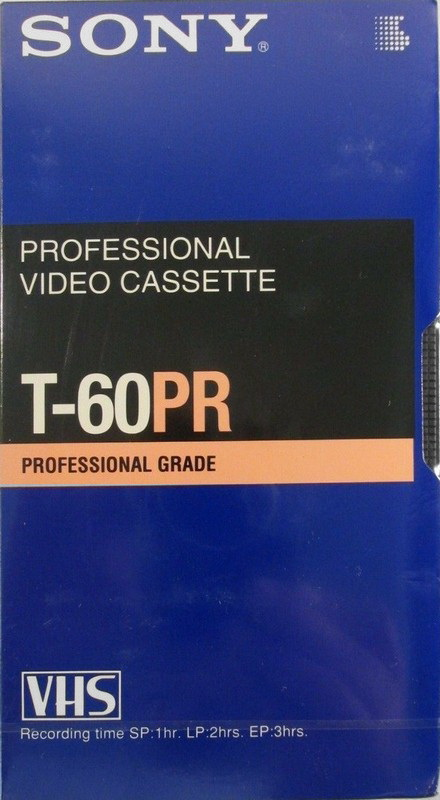 SONY®
PROFESSIONAL
VIDEO CASSETTE
T-60PR
PROFESSIONAL GRADE
VHS
Recording time SP:1hr. LP:2hrs. EP:3hrs.